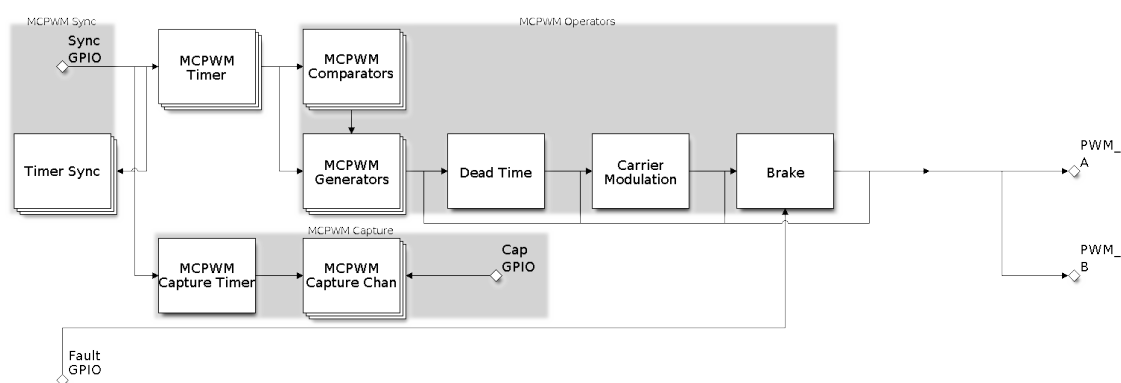 MCPWM Sync
MCPWM Operators
Sync
GPIO
MCPWM
Timer
MCPWM
Comparators
Timer Sync
MCPWM
Generators
Dead Time
Carrier
Modulation
Brake
PWM_
A
MCPWM Capture
MCPWM
Capture Timer
MCPWM
Capture Chan
Cap
GPIO
PWM_
B
Fault
GPIO